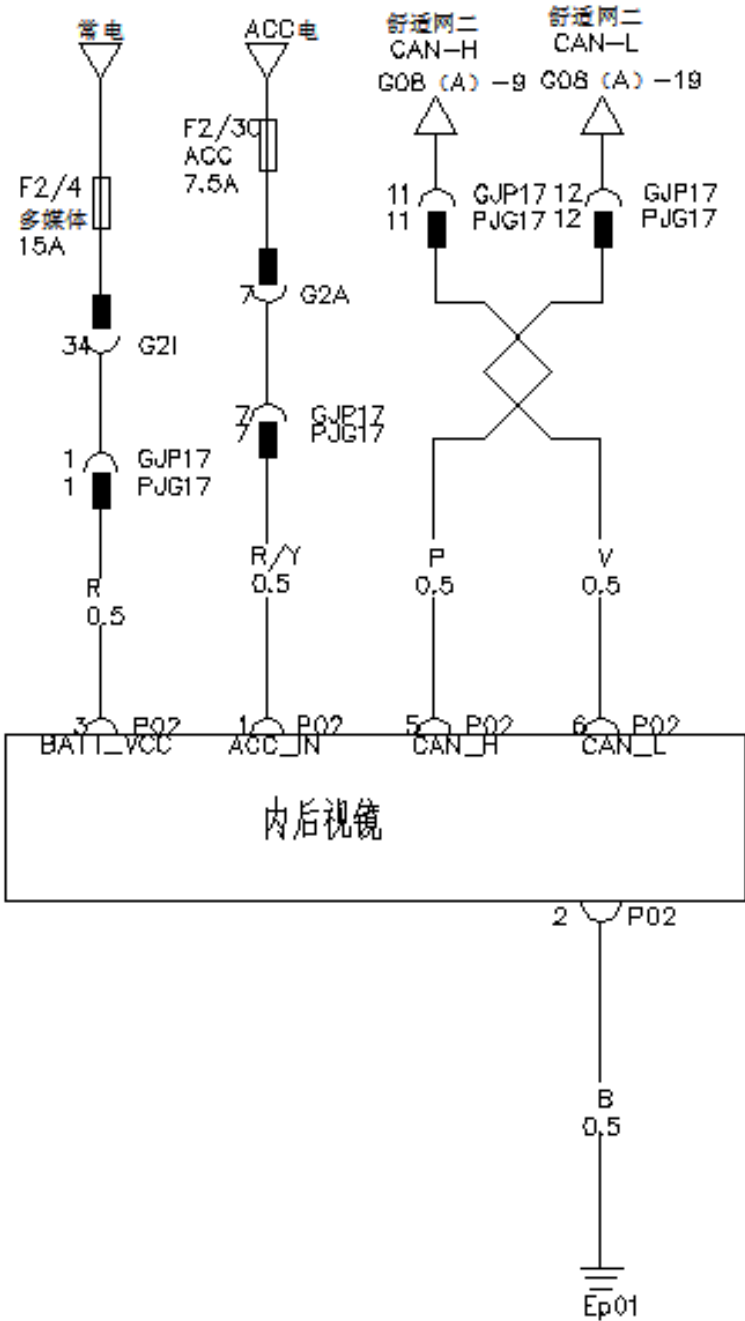 常电
ACC电
舒适网二
CAN-H
G08（A）-9
舒适网二
CAN-L
G08（A）-19
F2/4
多媒体
15A
F2/30
ACC
7.5A
34 G2I
7 G2A
1 GJP17
1 PJG17
7 GJP17
7 PJG17
11 GJP17
11 PJG17
12 GJP17
12 PJG17
R
0.5
R/Y
0.5
P
0.5
V
0.5
3 P02
BATT_VCC
1 P02
ACC_IN
5 P02
CAN_H
6 P02
CAN_L
内后视镜
2 P02
B
0.5
Ep01